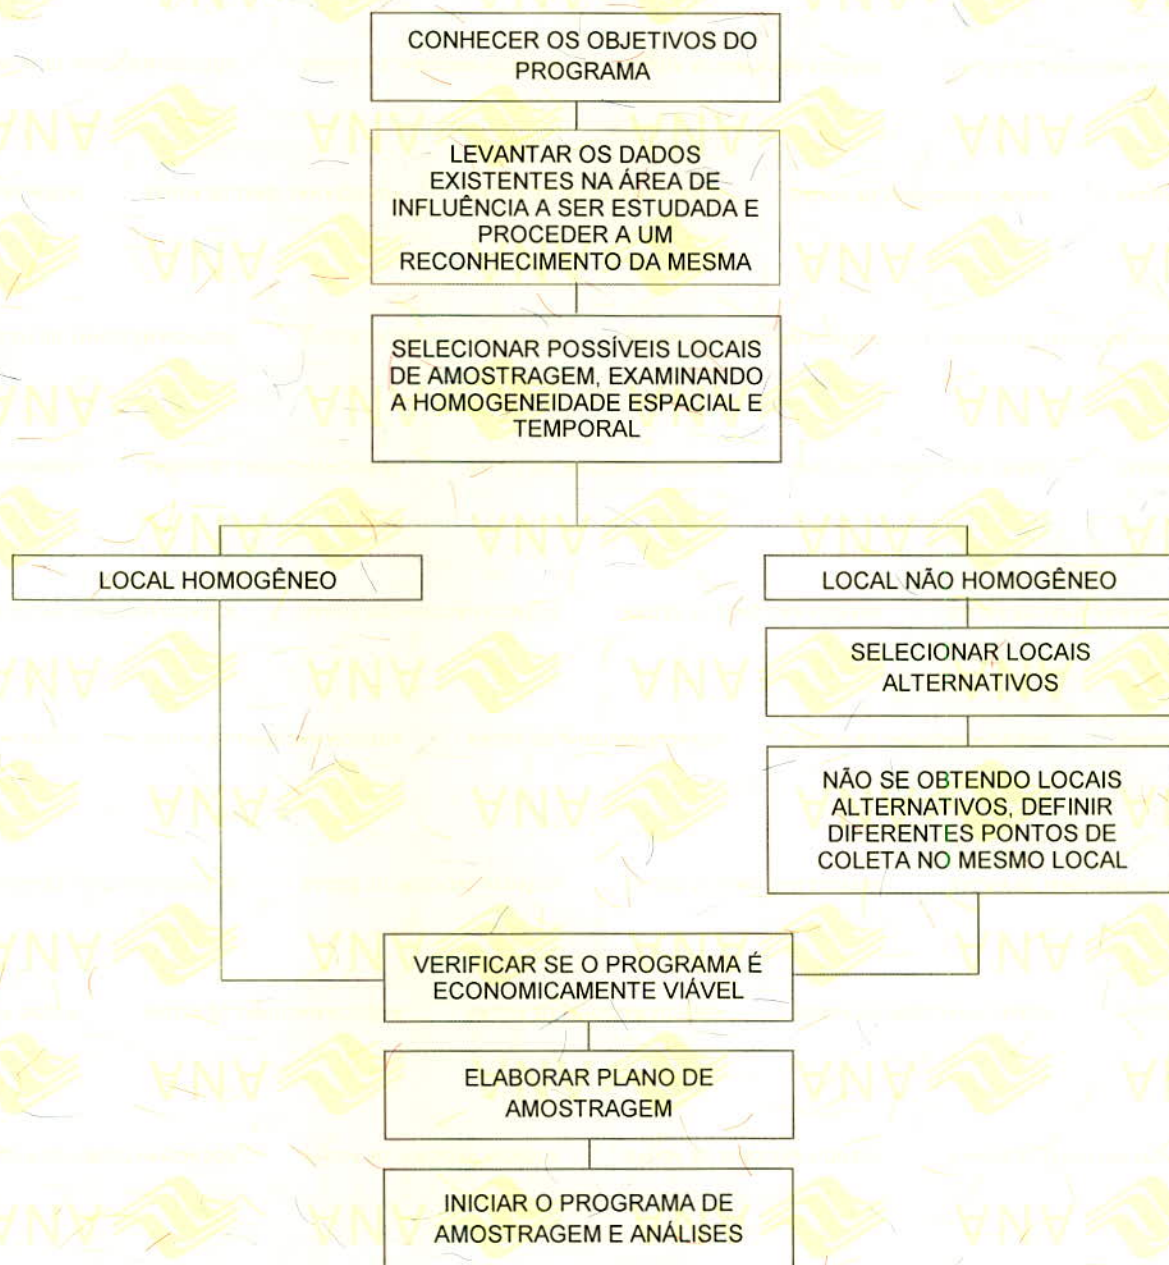 CONHECER OS OBJETIVOS DO
PROGRAMA
LEVANTAR OS DADOS
EXISTENTES NA ÁREA DE
INFLUÊNCIA A SER ESTUDADA E
PROCEDER A UM
RECONHECIMENTO DA MESMA
SELECIONAR POSSÍVEIS LOCAIS
DE AMOSTRAGEM, EXAMINANDO
A HOMOGENEIDADE ESPACIAL E
TEMPORAL
LOCAL HOMOGÊNEO
LOCAL NÃO HOMOGÊNEO
SELECIONAR LOCAIS
ALTERNATIVOS
NÃO SE OBTENDO LOCAIS
ALTERNATIVOS, DEFINIR
DIFERENTES PONTOS DE
COLETA NO MESMO LOCAL
VERIFICAR SE O PROGRAMA É
ECONOMICAMENTE VIÁVEL
ELABORAR PLANO DE
AMOSTRAGEM
INICIAR O PROGRAMA DE
AMOSTRAGEM E ANÁLISES